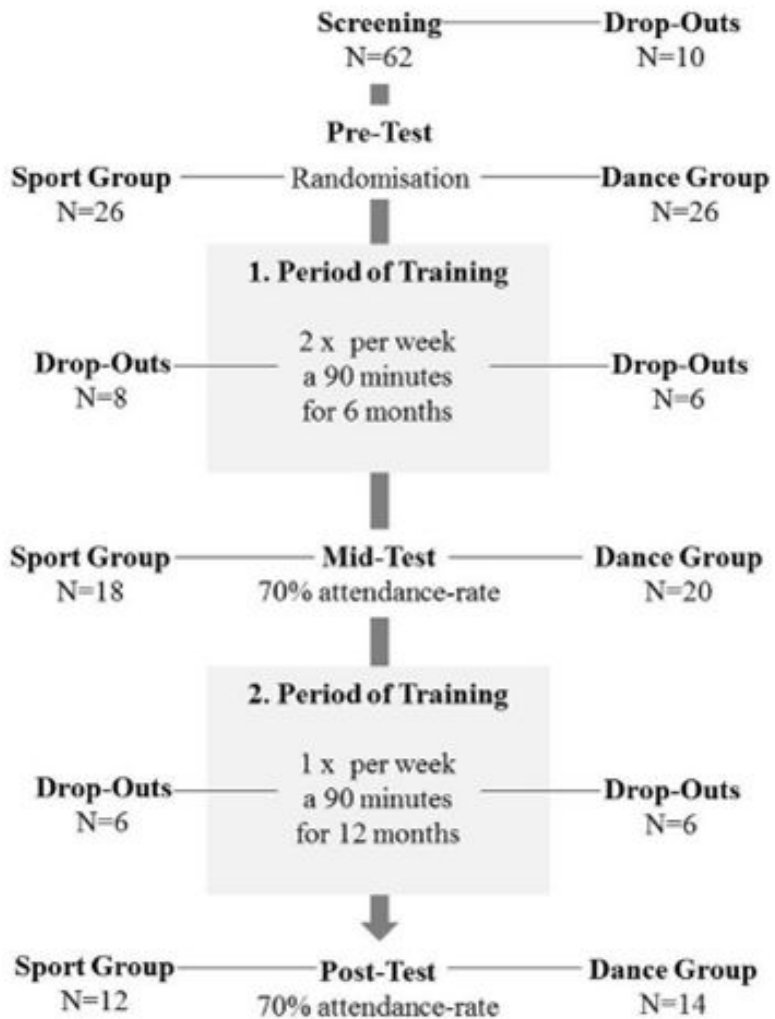 Screening
Drop-Outs
N=62
N=10
Pre-Test
Sport Group
Randomisation
Dance Group
N=26
N=26
1. Period of Training
Drop-Outs
N=8
2 x per week
a 90 minutes
for 6 months
Drop-Outs
N=6
Sport Group
N=18
Mid-Test
70% attendance-rate
Dance Group
N=20
2. Period of Training
Drop-Outs
N=6
1 x per week
a 90 minutes
for 12 months
Drop-Outs
N=6
Sport Group
N=12
Post-Test
70% attendance-rate
Dance Group
N=14